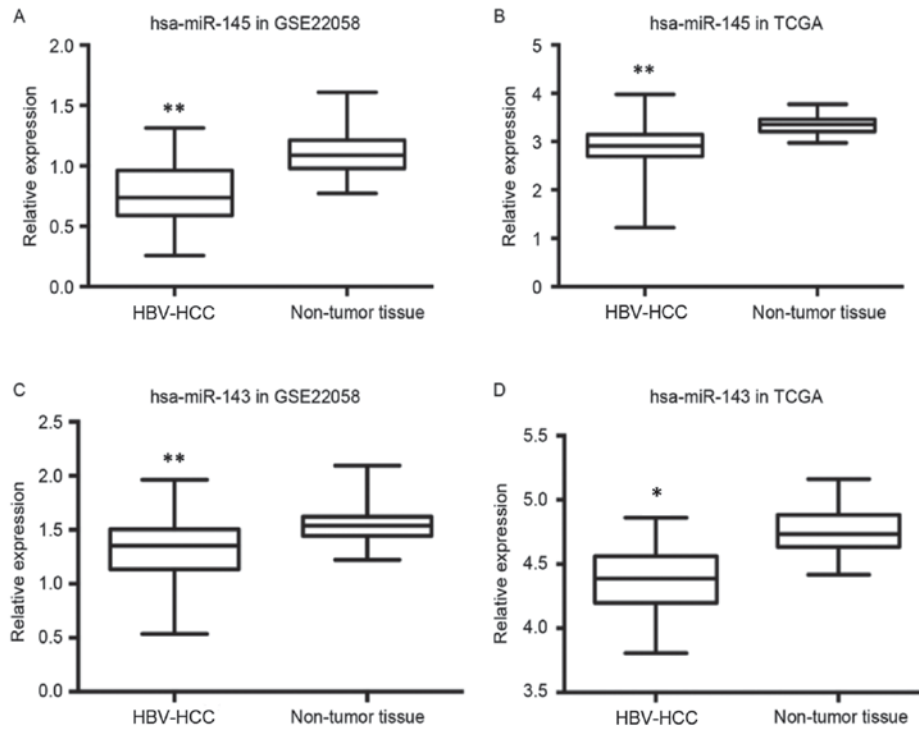 A
hsa-miR-145 in GSE22058
Relative expression
2.0
1.5
1.0
0.5
0.0
**
HBV-HCC Non-tumor tissue
B
hsa-miR-145 in TCGA
Relative expression
5
4
3
2
1
0
**
HBV-HCC Non-tumor tissue
C
hsa-miR-143 in GSE22058
Relative expression
2.5
2.0
1.5
1.0
0.5
0.0
**
HBV-HCC Non-tumor tissue
D
hsa-miR-143 in TCGA
Relative expression
5.5
5.0
4.5
4.0
3.5
*
HBV-HCC Non-tumor tissue